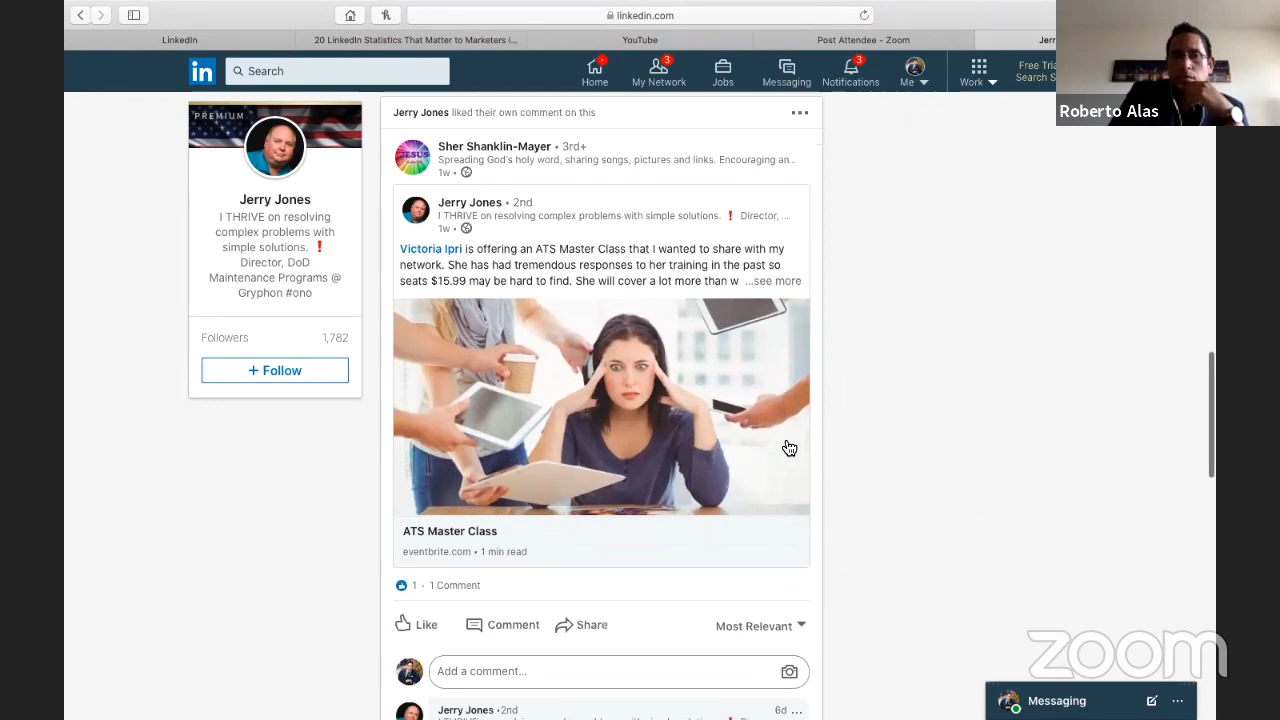 linkedin.com
LinkedIn
20 LinkedIn Statistics That Matter to Marketers i...
YouTube
Post Attendee - Zoom
Jerr
Roberto Alas
in
Search
Home
3
My Network
Jobs
Messaging
3
Notifications
Me
Work
Free Tria
Search S
PREMIUM
Jerry Jones
I THRIVE on resolving
complex problems with
simple solutions. ❗
Director, DoD
Maintenance Programs @
Gryphon #ono
Followers 1,782
+ Follow
Jerry Jones liked their own comment on this
JESUS
Sher Shanklin-Mayer • 3rd+
Spreading God's holy word, sharing songs, pictures and links. Encouraging an...
1w •
Jerry Jones • 2nd
I THRIVE on resolving complex problems with simple solutions. ❗ Director, ...
1w •
Victoria Ipri is offering an ATS Master Class that I wanted to share with my
network. She has had tremendous responses to her training in the past so
seats $15.99 may be hard to find. She will cover a lot more than w ...see more
ATS Master Class
eventbrite.com • 1 min read
1 · 1 Comment
Like
Comment
Share
Most Relevant
Add a comment...
Jerry Jones • 2nd
6d ...
zoom
Messaging